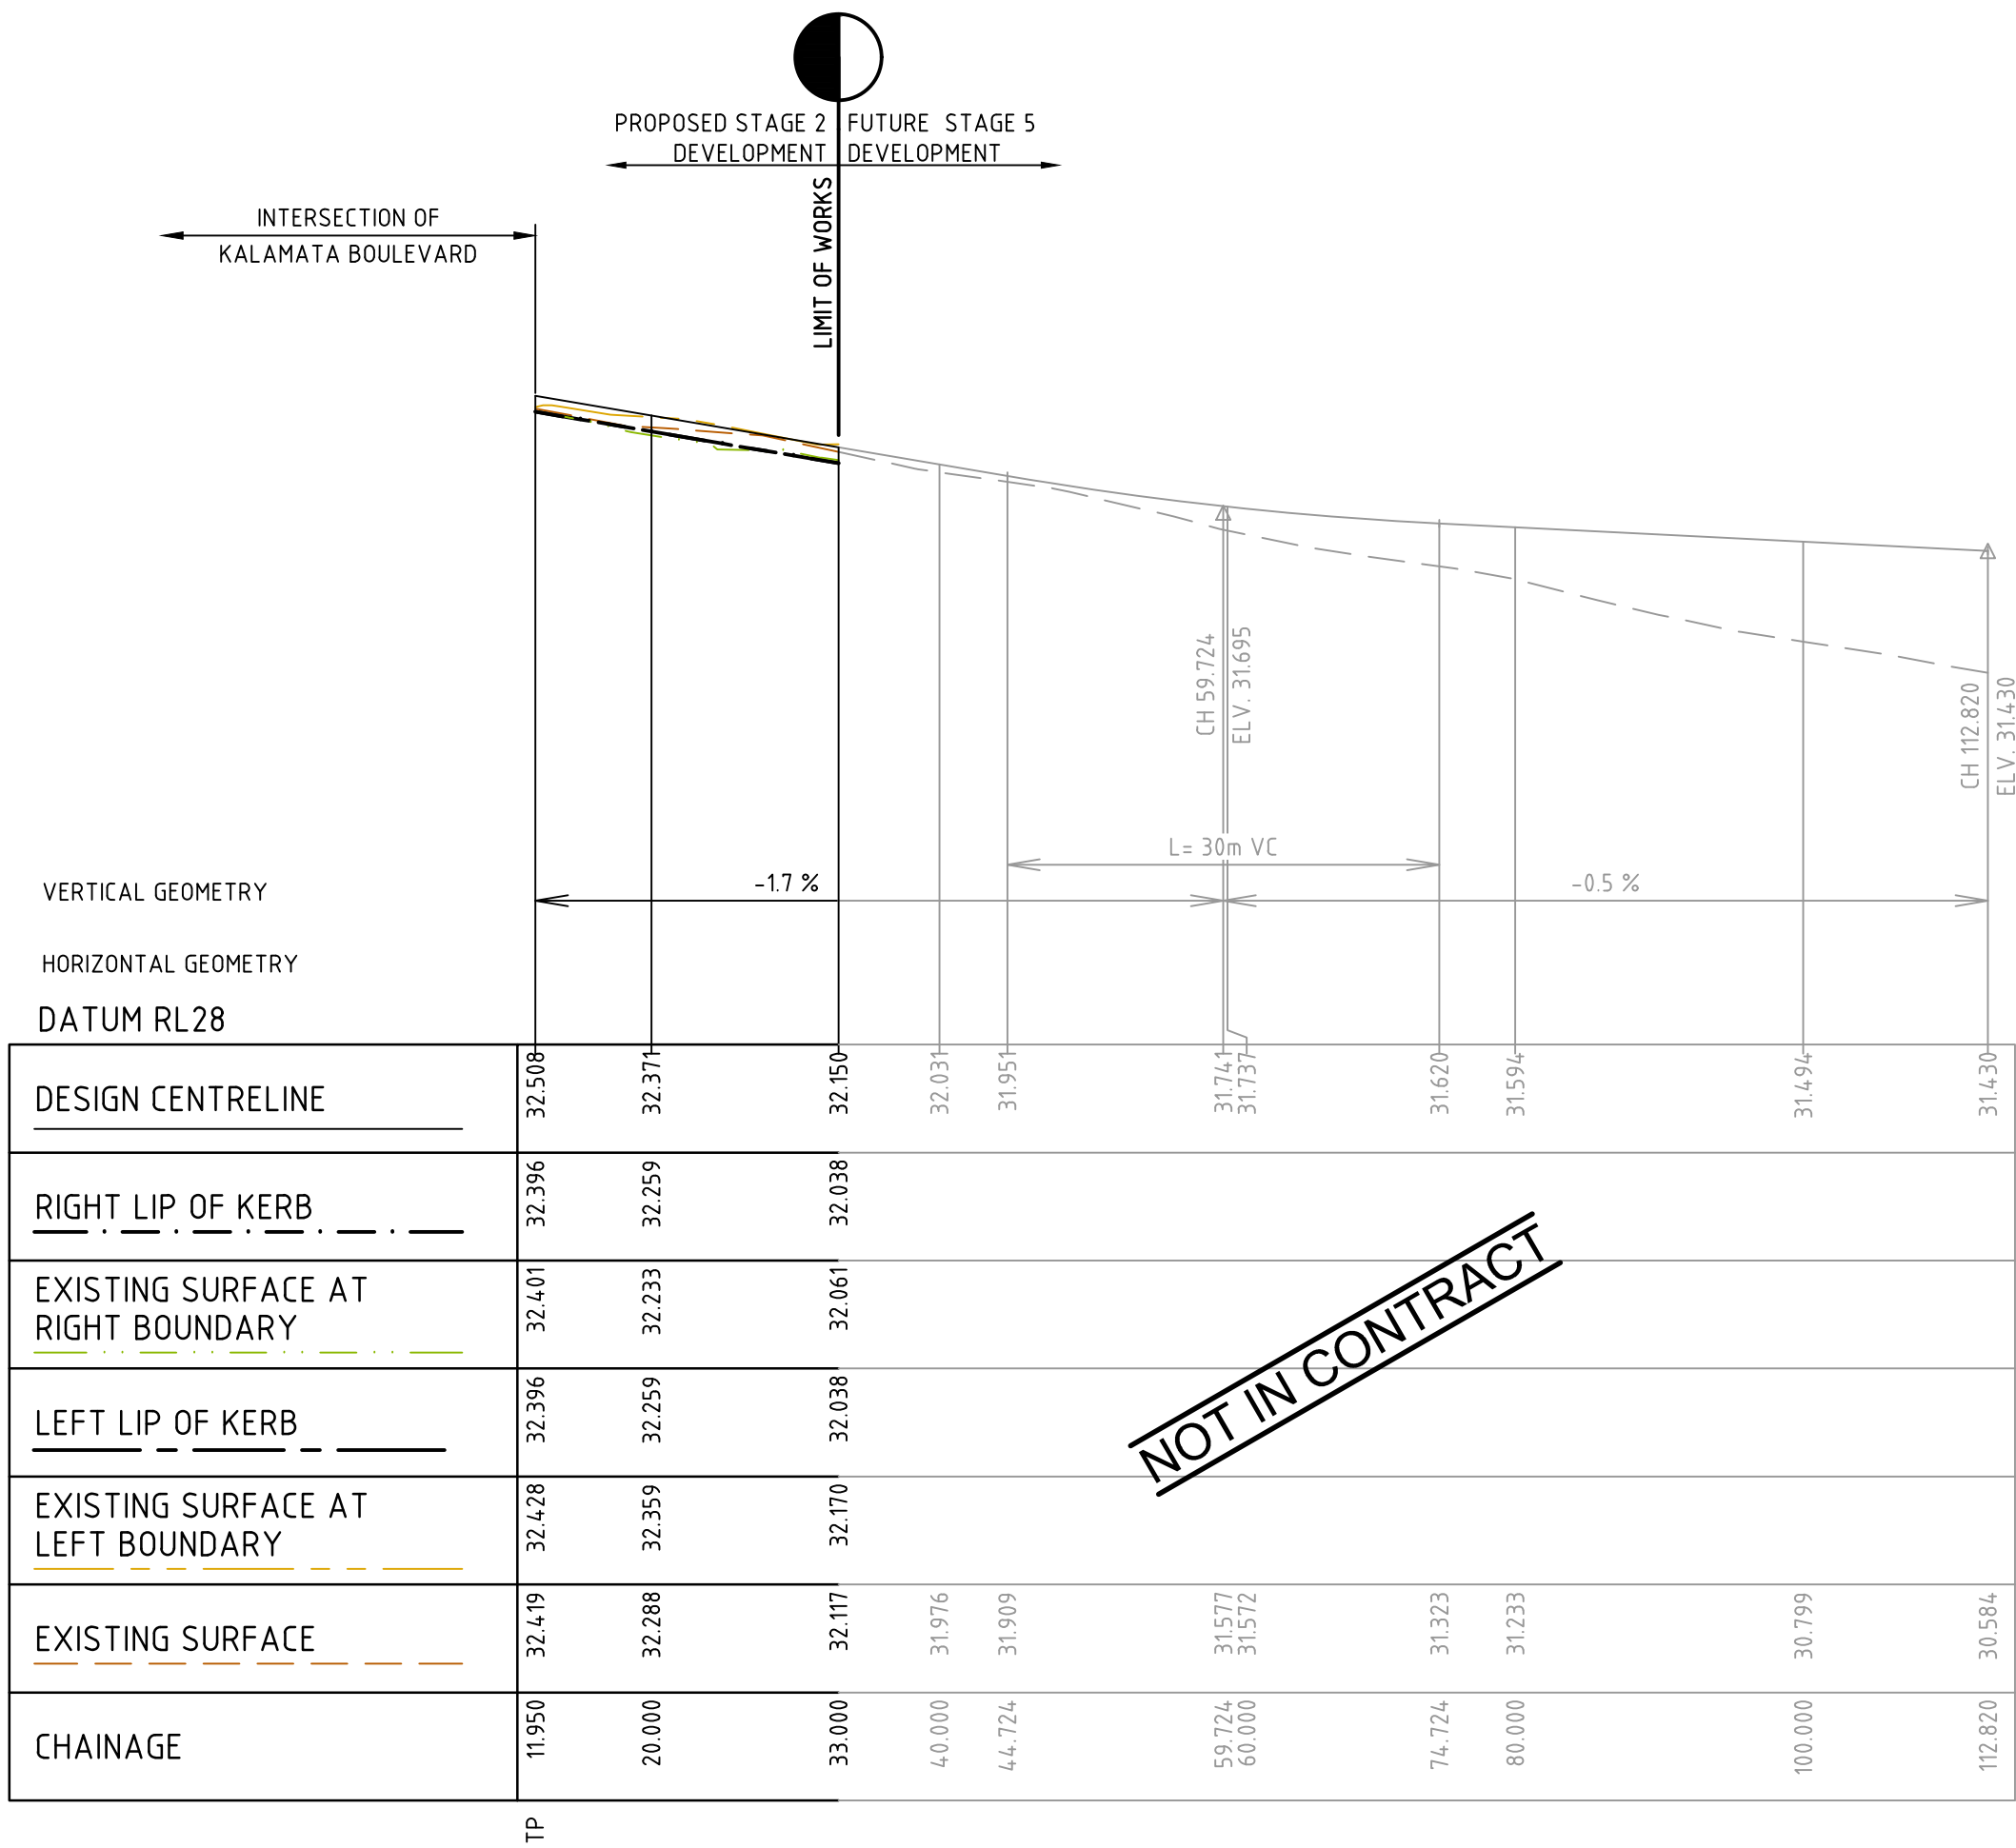 PROPOSED STAGE 2 FUTURE STAGE 5
DEVELOPMENT DEVELOPMENT
LIMIT OF WORKS
INTERSECTION OF
KALAMATA BOULEVARD
CH 59.724
ELV. 31.695
CH 112.820
ELV. 31.430
L= 30m VC
-1.7 %
-0.5 %
VERTICAL GEOMETRY
HORIZONTAL GEOMETRY
DATUM RL28
DESIGN CENTRELINE
32.508 32.371 32.150 32.031 31.951 31.741 31.737 31.620 31.594 31.494 31.430
RIGHT LIP OF KERB
32.396 32.259 32.038
EXISTING SURFACE AT
RIGHT BOUNDARY
32.401 32.233 32.061
LEFT LIP OF KERB
32.396 32.259 32.038
EXISTING SURFACE AT
LEFT BOUNDARY
32.428 32.359 32.170
NOT IN CONTRACT
EXISTING SURFACE
32.419 32.288 32.117 31.976 31.909 31.577 31.572 31.323 31.233 30.799 30.584
CHAINAGE
11.950 20.000 33.000 40.000 44.724 59.724 60.000 74.724 80.000 100.000 112.820
TP